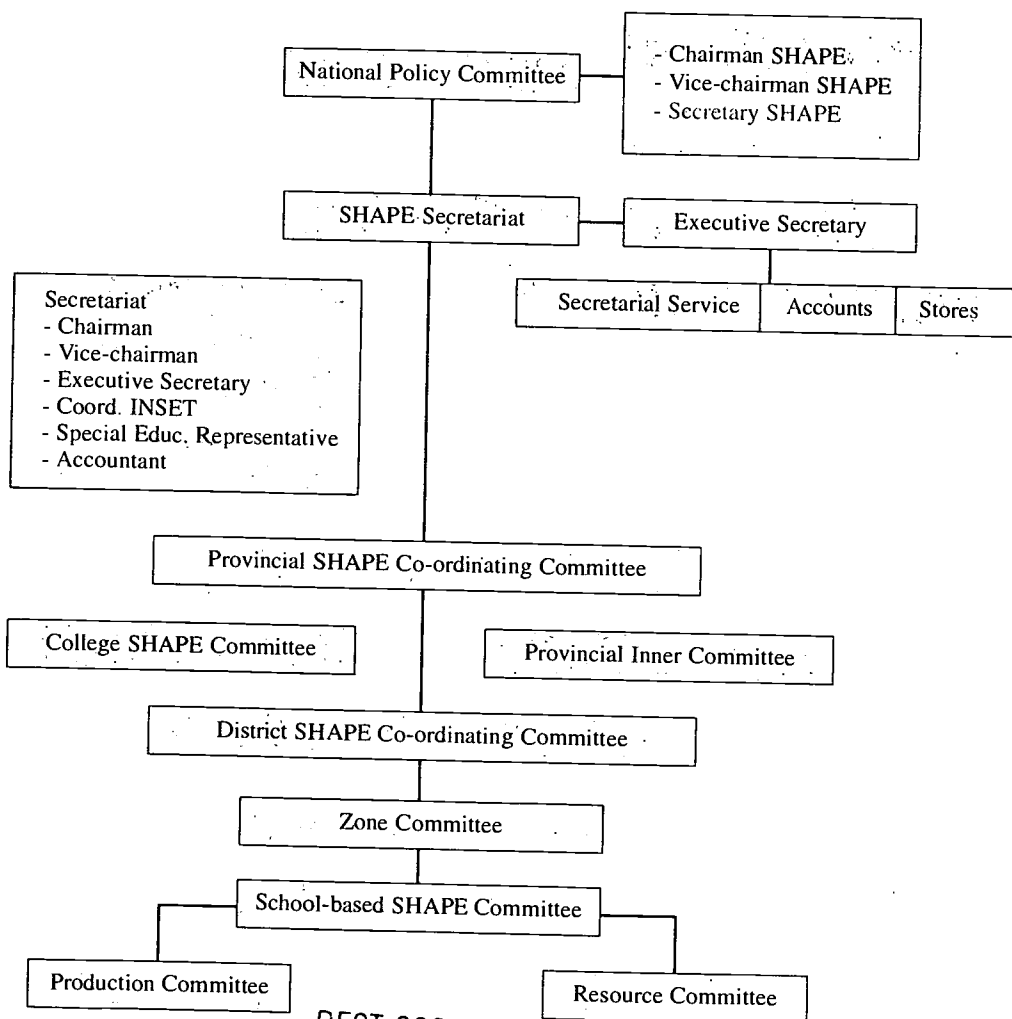 National Policy Committee
- Chairman SHAPE
- Vice-chairman SHAPE
- Secretary SHAPE
SHAPE Secretariat
Executive Secretary
Secretarial Service
Accounts
Stores
Secretariat
- Chairman
- Vice-chairman
- Executive Secretary
- Coord. INSET
- Special Educ. Representative
- Accountant
Provincial SHAPE Co-ordinating Committee
College SHAPE Committee
Provincial Inner Committee
District SHAPE Co-ordinating Committee
Zone Committee
School-based SHAPE Committee
Production Committee
Resource Committee